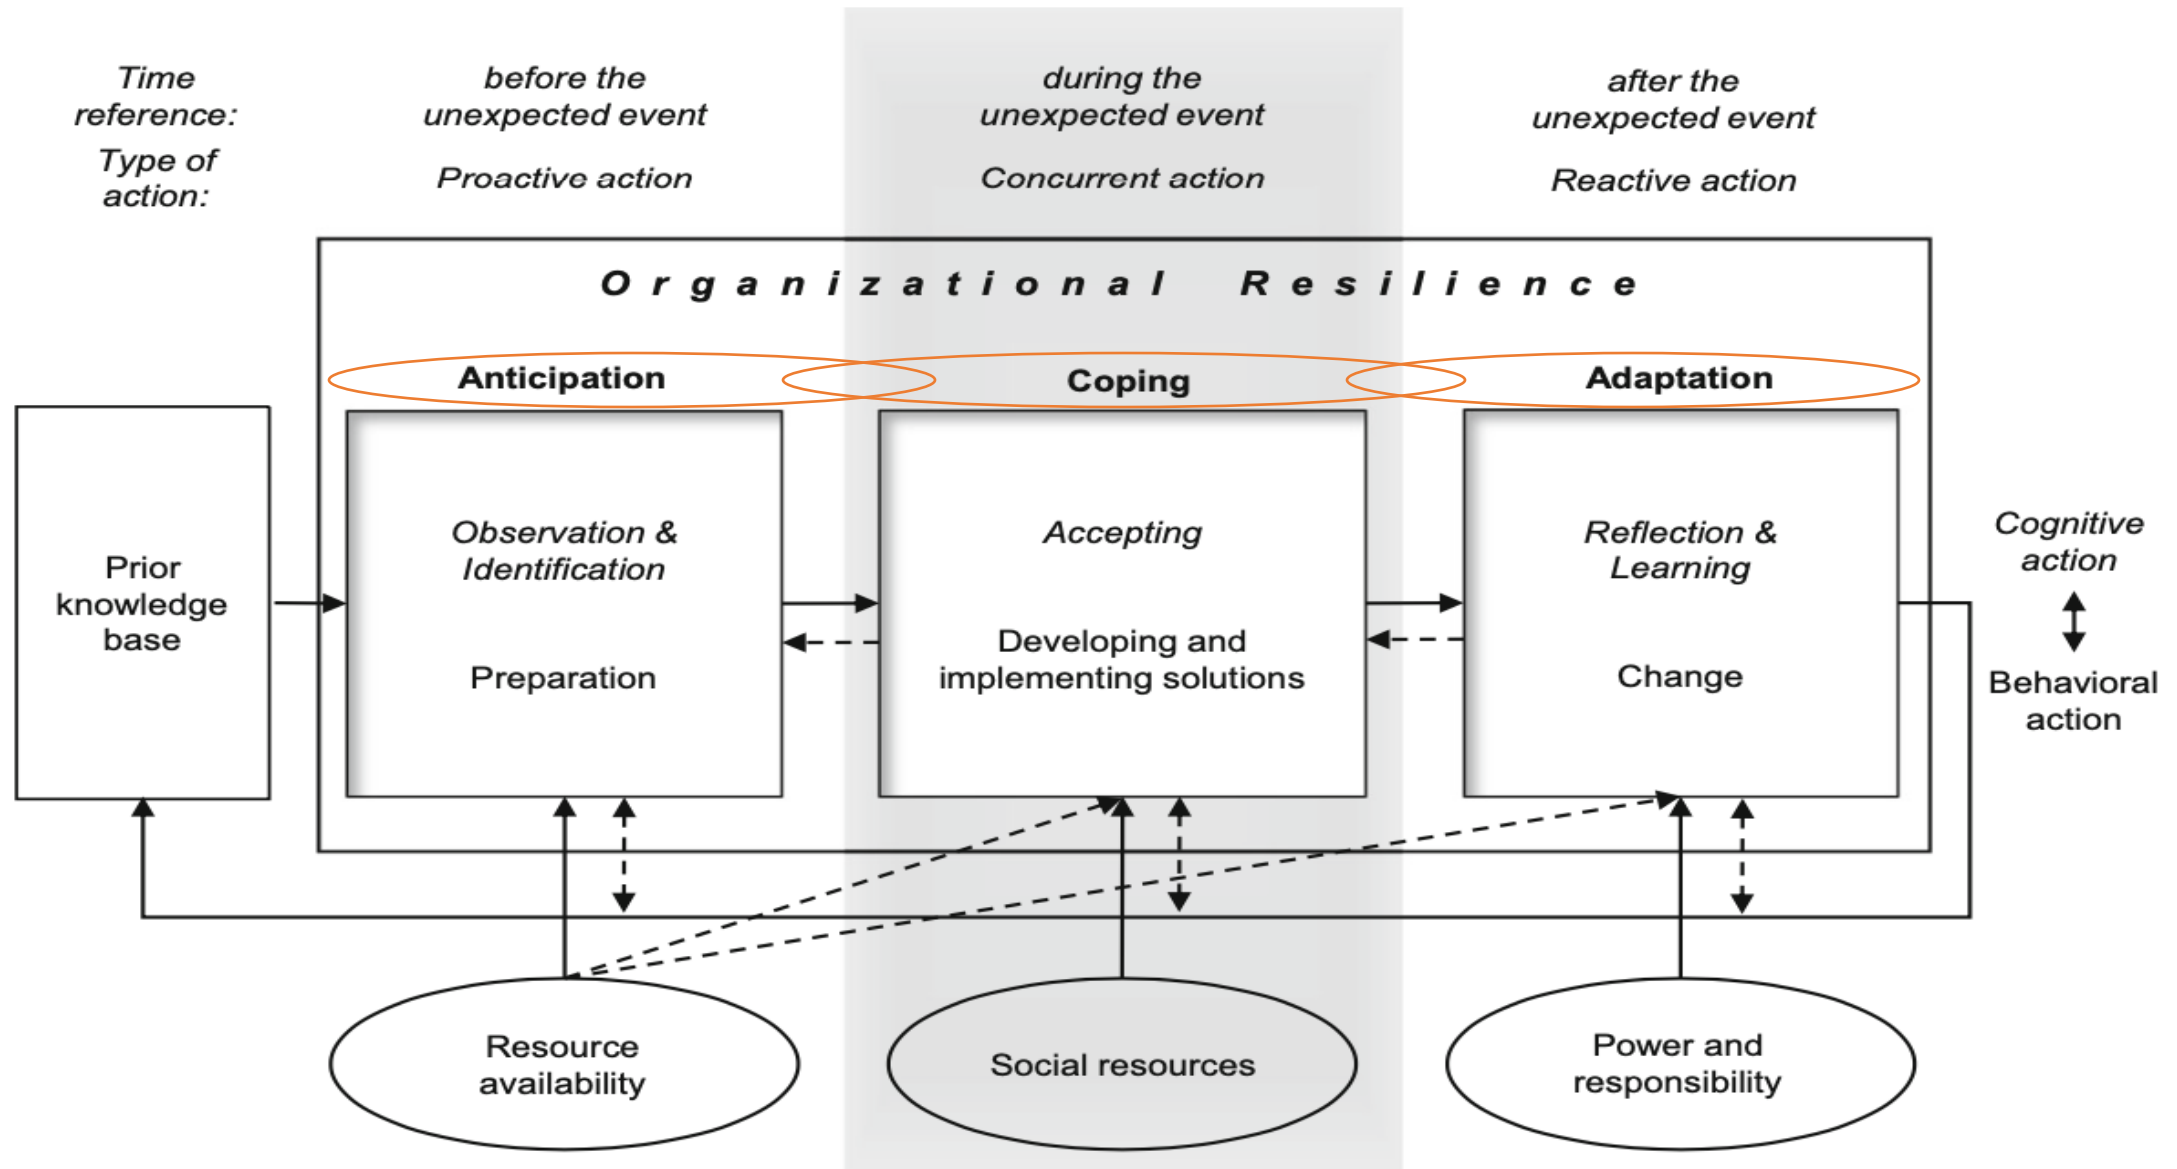 Time
reference:
before the
unexpected event
during the
unexpected event
after the
unexpected event
Type of
action:
Proactive action
Concurrent action
Reactive action
Organizational Resilience
Anticipation
Coping
Adaptation
Prior
knowledge
base
Observation &
Identification
Preparation
Accepting
Developing and
implementing solutions
Reflection &
Learning
Change
Cognitive
action
Behavioral
action
Resource
availability
Social resources
Power and
responsibility